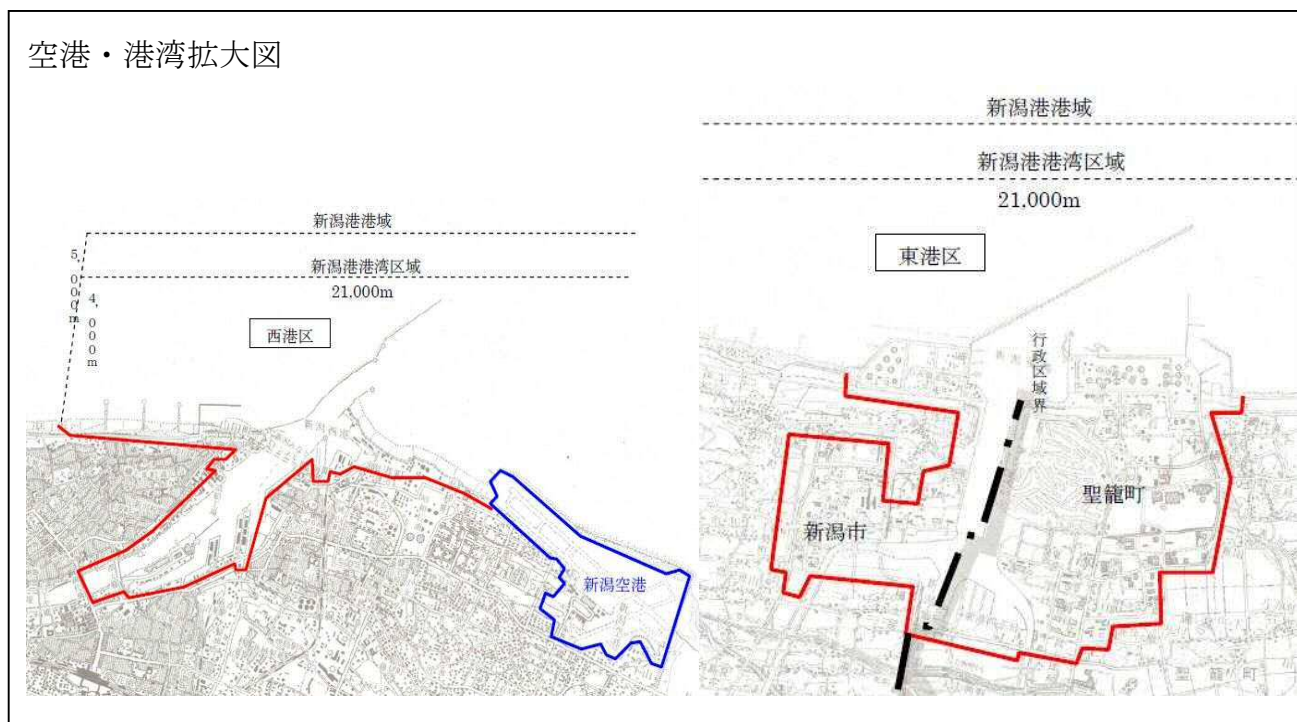 空港・港湾拡大図
新潟港港域
新潟港港湾区域
21,000m
5,000m
4,000m
西港区
新潟空港
新潟港港域
新潟港港湾区域
21,000m
東港区
行政区域界
聖籠町
新潟市